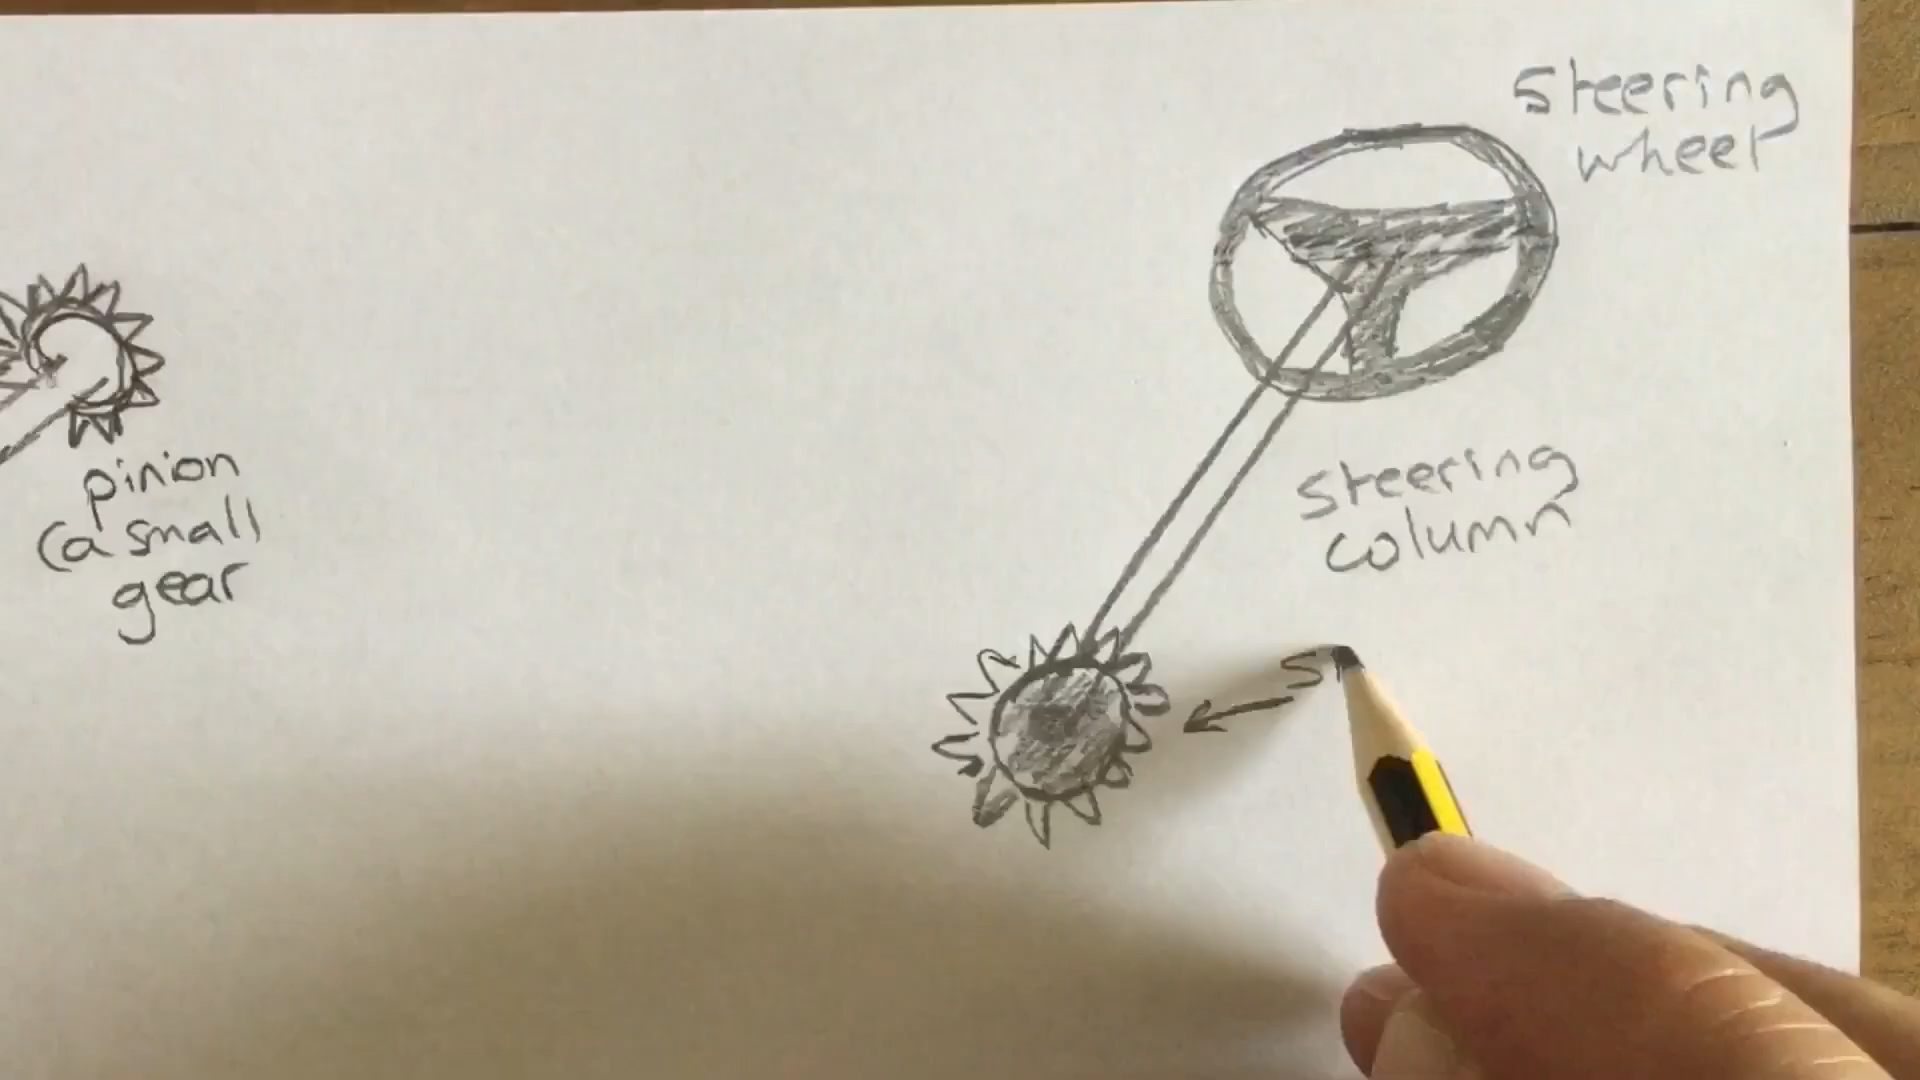 steering
wheel
steering
column
S
pinion
(a small
gear